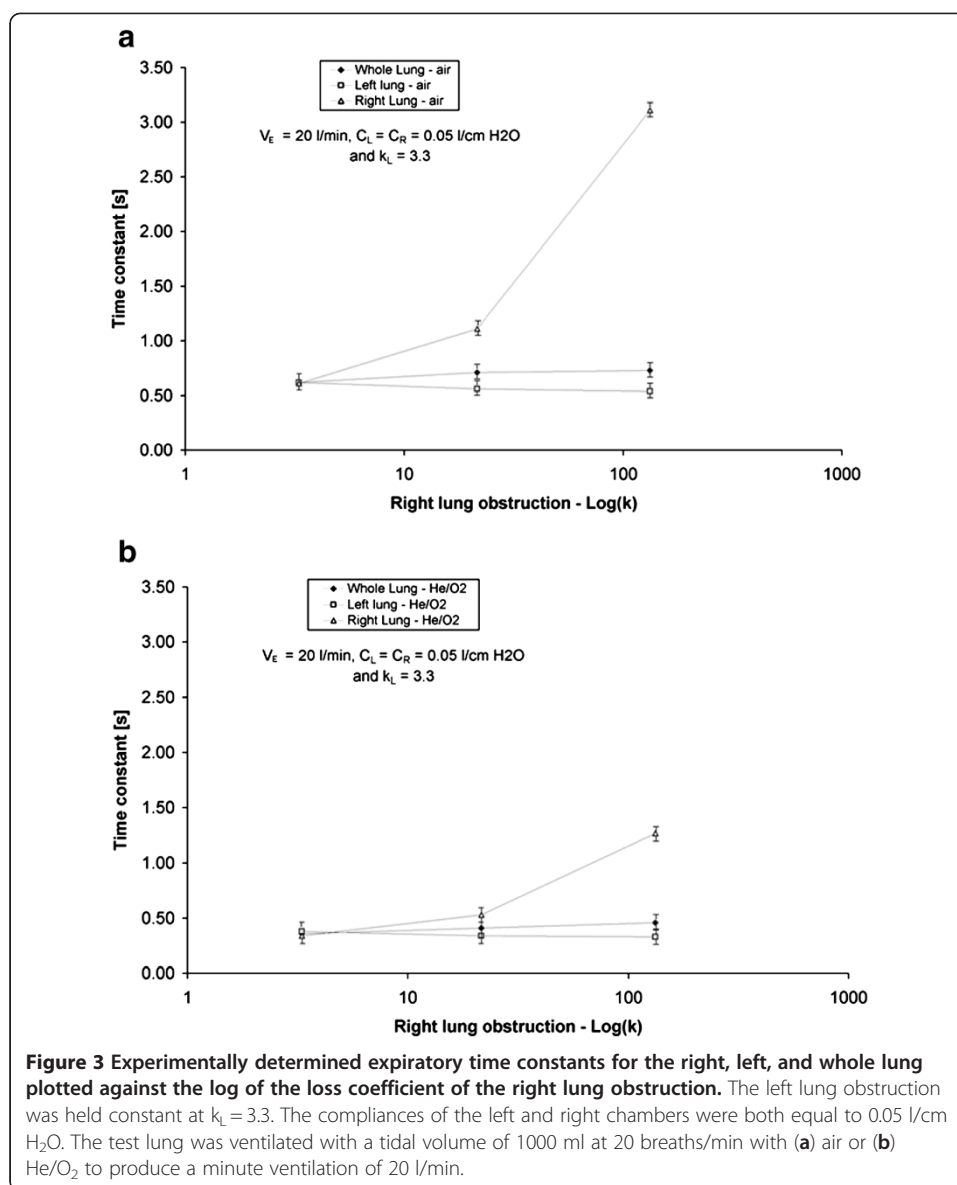 a
3.50
3.00
2.50
2.00
1.50
1.00
0.50
0.00
Time constant [s]
Whole Lung - air
Left lung - air
Right Lung - air
V_E = 20 l/min, C_L = C_R = 0.05 l/cm H2O
and k_L = 3.3
1 10 100 1000
Right lung obstruction - Log(k)
b
3.50
3.00
2.50
2.00
1.50
1.00
0.50
0.00
Time constant [s]
Whole Lung - He/O2
Left lung - He/O2
Right Lung - He/O2
V_E = 20 l/min, C_L = C_R = 0.05 l/cm H2O
and k_L = 3.3
1 10 100 1000
Right lung obstruction - Log(k)
Figure 3 Experimentally determined expiratory time constants for the right, left, and whole lung
plotted against the log of the loss coefficient of the right lung obstruction. The left lung obstruction
was held constant at k_L = 3.3. The compliances of the left and right chambers were both equal to 0.05 l/cm
H₂O. The test lung was ventilated with a tidal volume of 1000 ml at 20 breaths/min with (a) air or (b)
He/O₂ to produce a minute ventilation of 20 l/min.